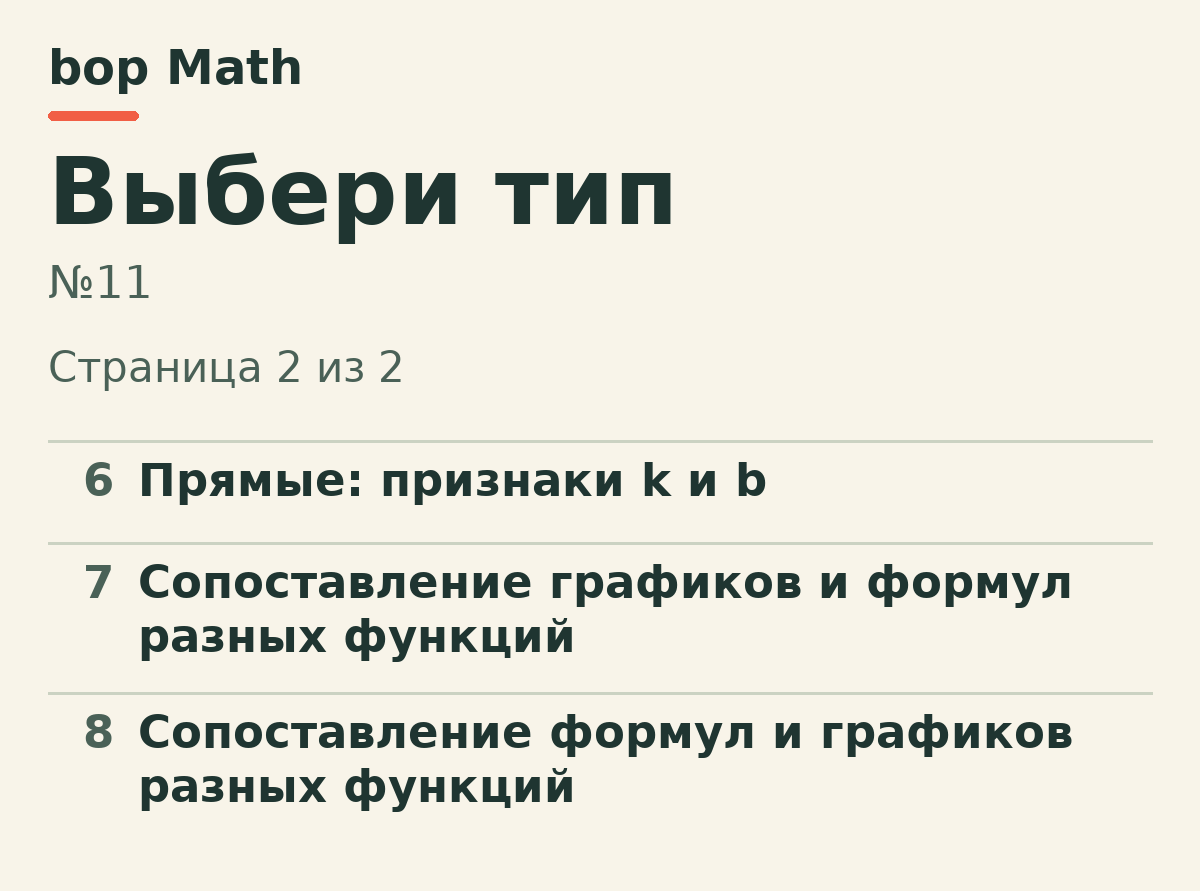 bop Math
Выбери тип
№11
Страница 2 из 2
6 Прямые: признаки k и b
7 Сопоставление графиков и формул
разных функций
8 Сопоставление формул и графиков
разных функций